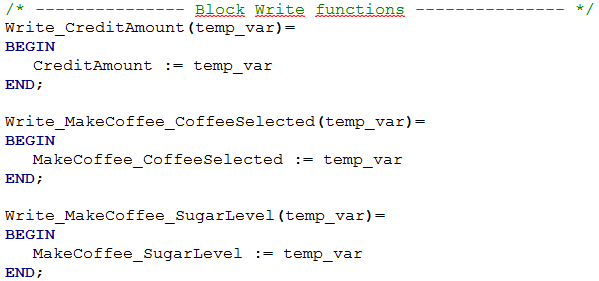 /* --------------- Block Write functions --------------- */
Write_CreditAmount(temp_var)=
BEGIN
CreditAmount := temp_var
END;
Write_MakeCoffee_CoffeeSelected(temp_var)=
BEGIN
MakeCoffee_CoffeeSelected := temp_var
END;
Write_MakeCoffee_SugarLevel(temp_var)=
BEGIN
MakeCoffee_SugarLevel := temp_var
END;